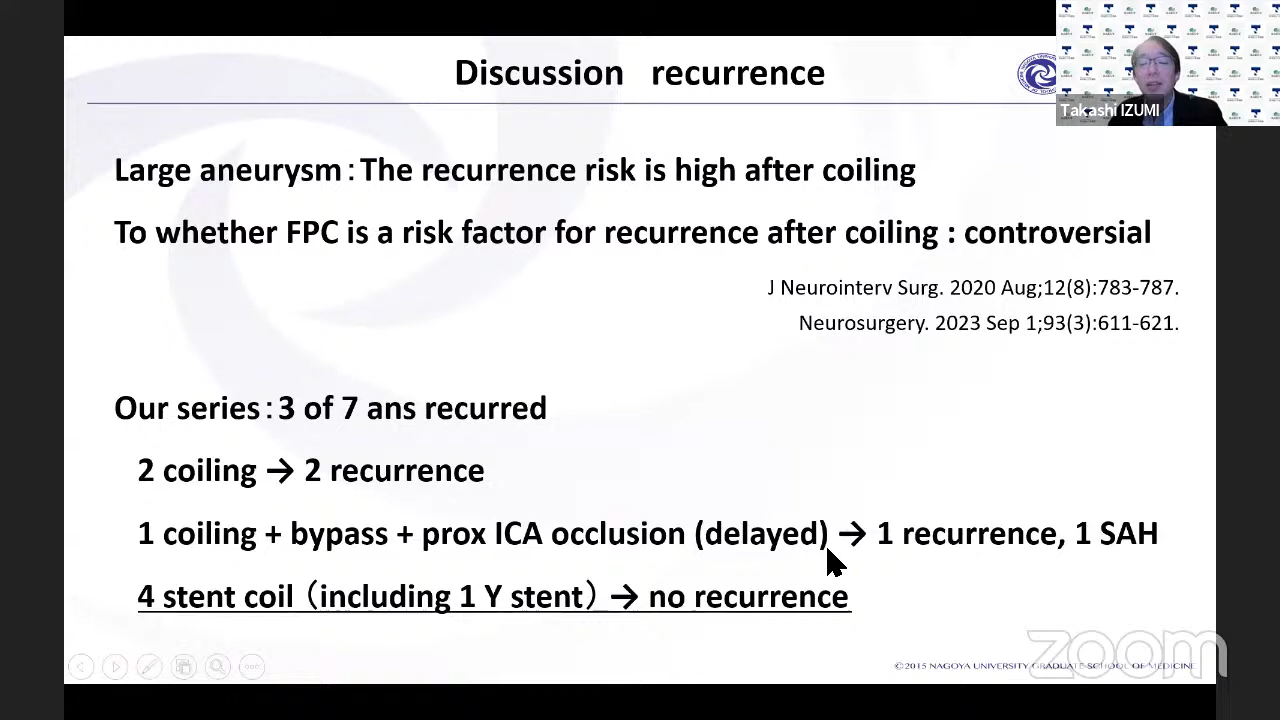 Discussion recurrence
Takashi IZUMI
Large aneurysm：The recurrence risk is high after coiling
To whether FPC is a risk factor for recurrence after coiling : controversial
J Neurointerv Surg. 2020 Aug;12(8):783-787.
Neurosurgery. 2023 Sep 1;93(3):611-621.
Our series：3 of 7 ans recurred
2 coiling → 2 recurrence
1 coiling + bypass + prox ICA occlusion (delayed) → 1 recurrence, 1 SAH
4 stent coil（including 1 Y stent）→ no recurrence
zoom
©2015 NAGOYA UNIVERSITY GRADUATE SCHOOL OF MEDICINE